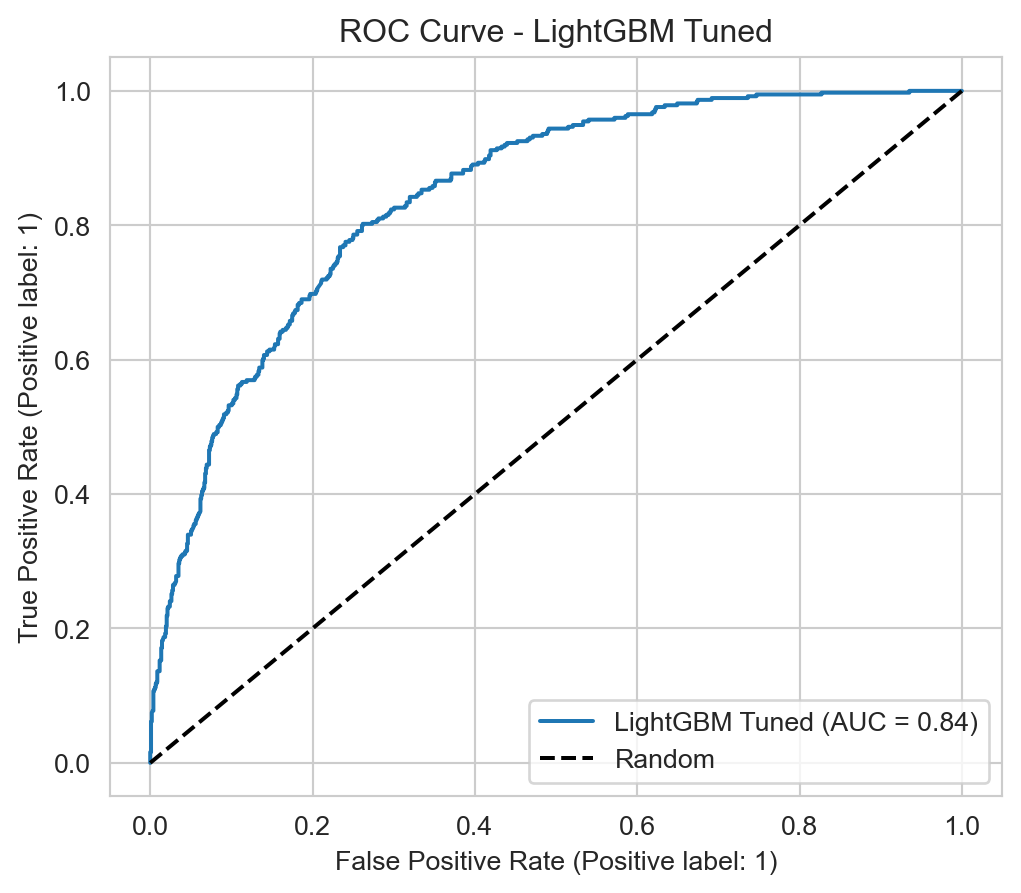 ROC Curve - LightGBM Tuned
True Positive Rate (Positive label: 1)
1.0
0.8
0.6
0.4
0.2
0.0
LightGBM Tuned (AUC = 0.84)
Random
0.0 0.2 0.4 0.6 0.8 1.0
False Positive Rate (Positive label: 1)